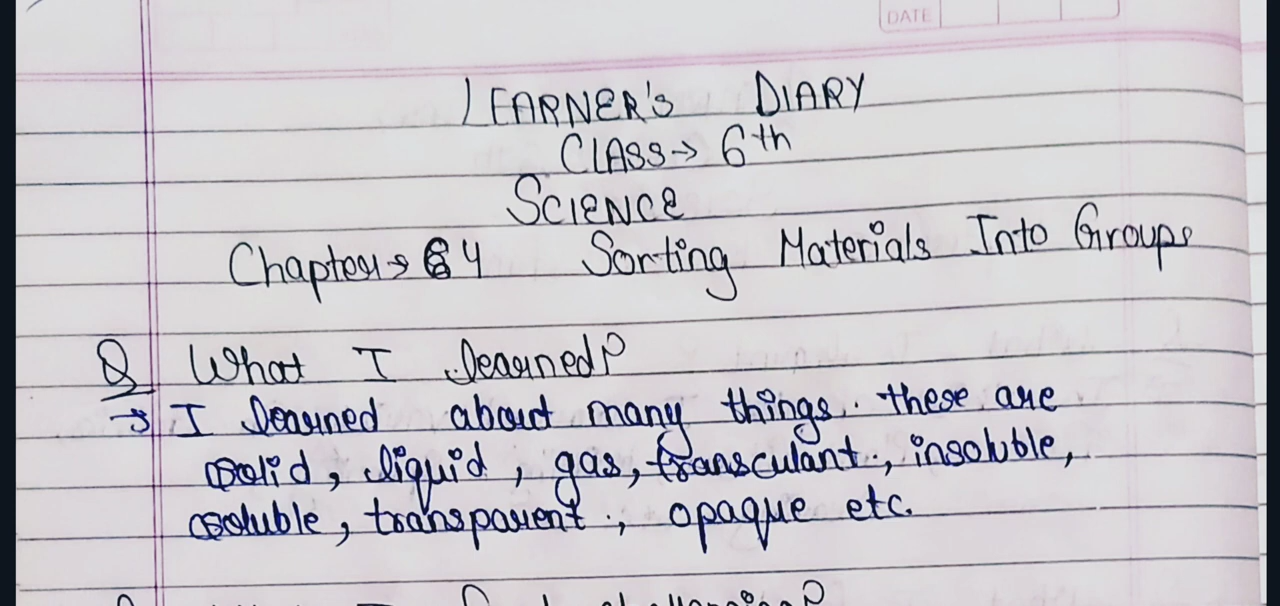 DATE
LEARNER'S DIARY
CLASS→ 6th
SCIENCE
Chapter→ 4 Sorting Materials Into Groups
Q What I learned?
→ I learned about many things. these are
solid, liquid, gas, transculant, insoluble,
soluble, transparent, opaque etc.